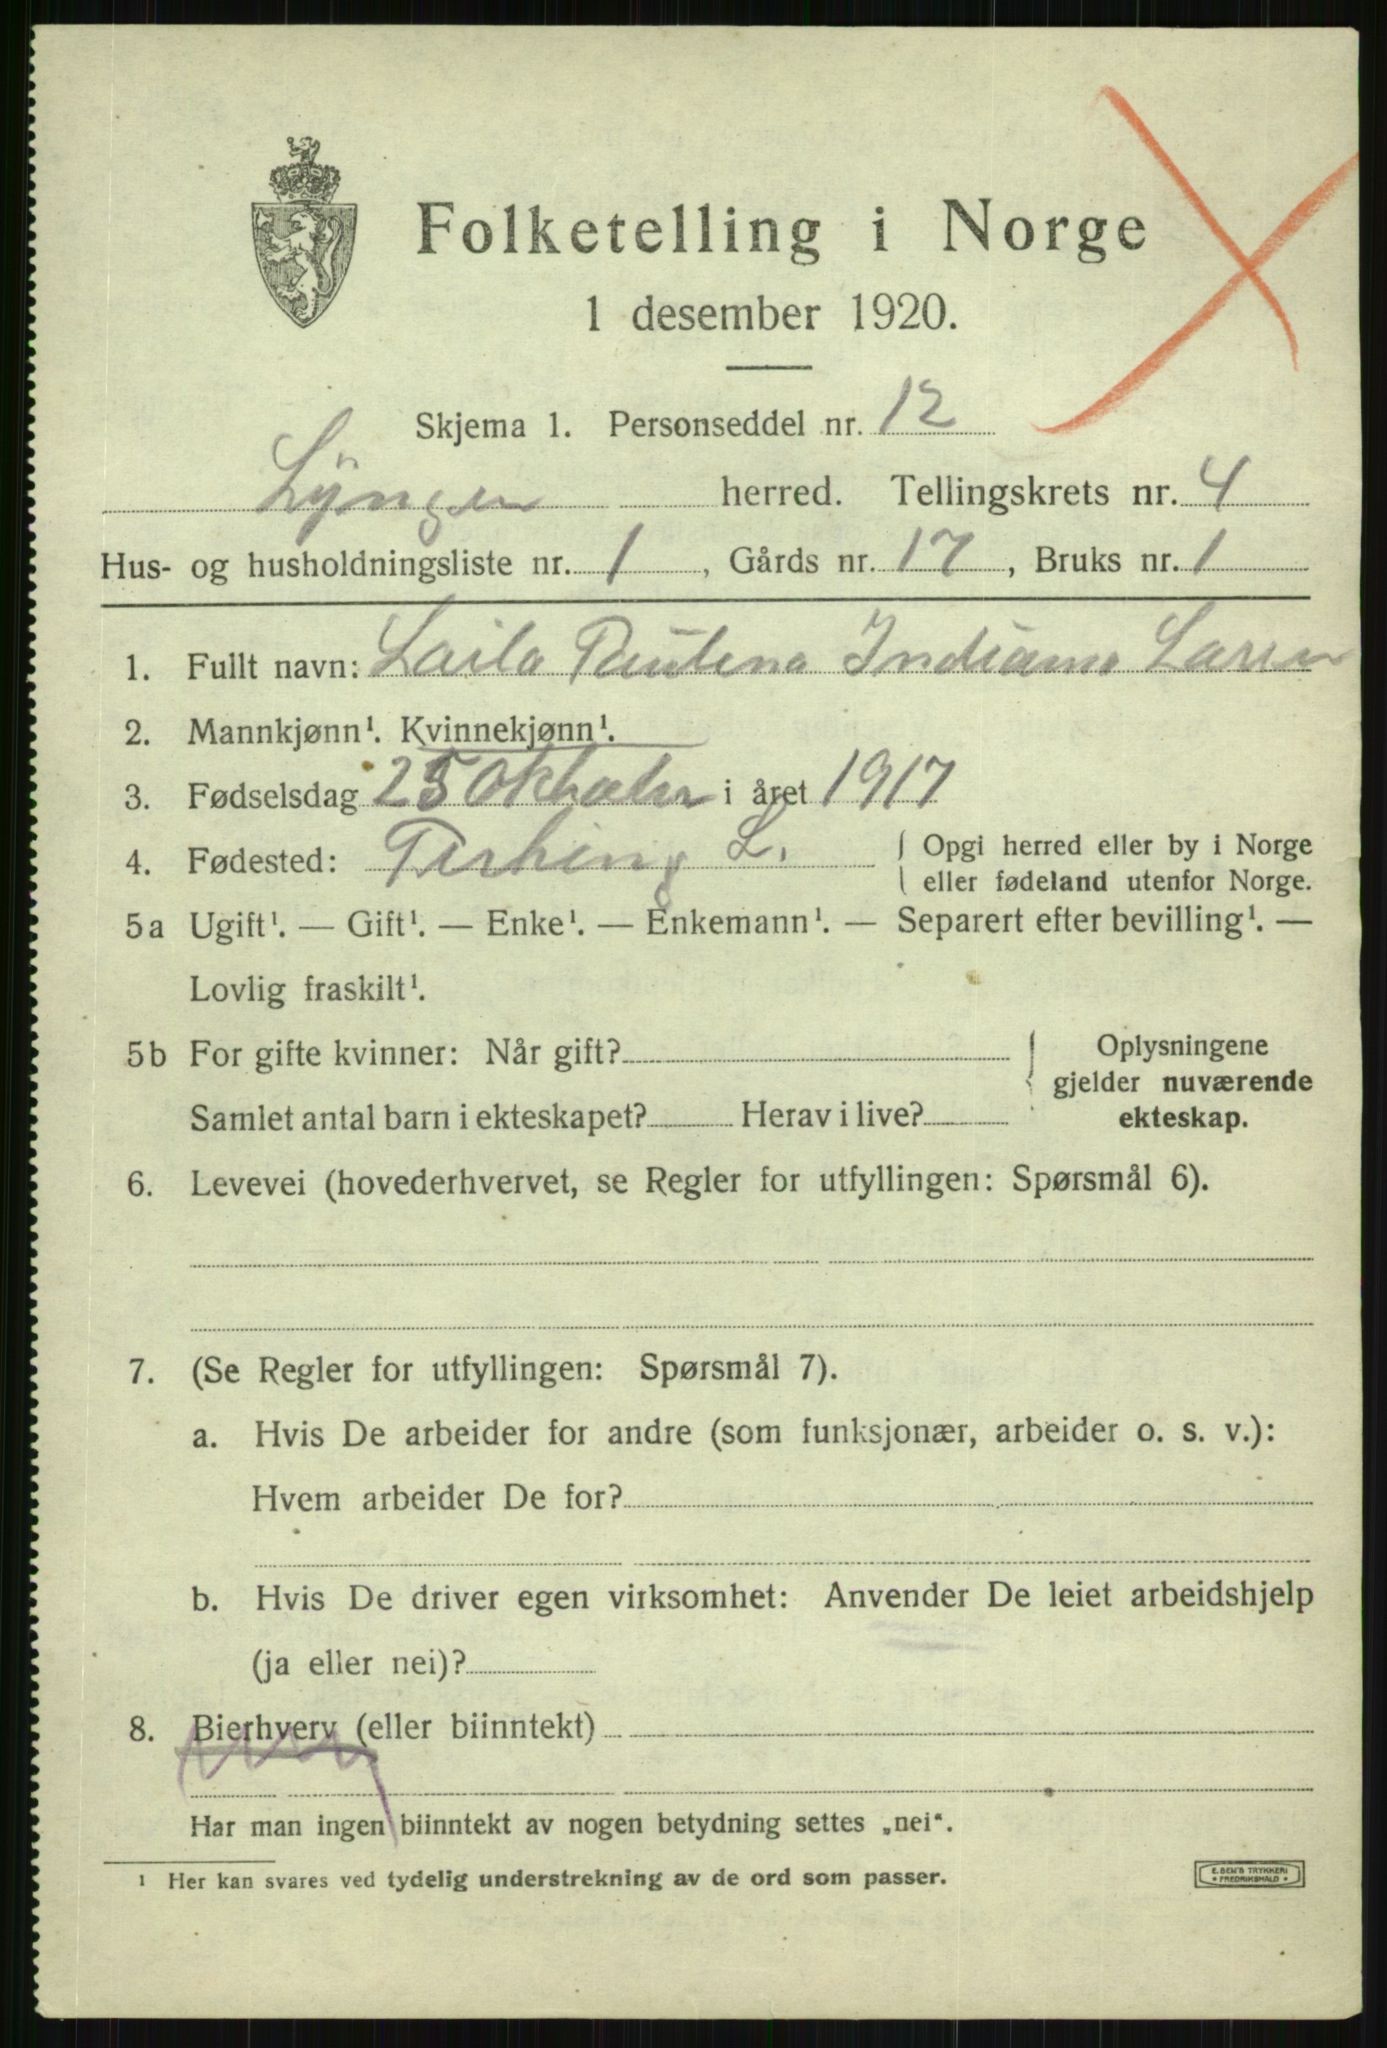 Folketelling i Norge
1 desember 1920.
Skjema 1. Personseddel nr. 12
Lyngen herred. Tellingskrets nr. 4
Hus- og husholdningsliste nr. 1, Gårds nr. 17, Bruks nr. 1
1. Fullt navn: Laila Paulena Indiana Larsen
2. Mannkjønn¹. Kvinnekjønn¹.
3. Fødselsdag 25 Oktober i året 1917
4. Fødested: L. Opgi herred eller by i Norge
eller fødeland utenfor Norge.
5a Ugift¹. — Gift¹. — Enke¹. — Enkemann¹. — Separert efter bevilling¹. —
Lovlig fraskilt¹.
5b For gifte kvinner: Når gift?
Samlet antal barn i ekteskapet? Herav i live?
Oplysningene
gjelder nuværende
ekteskap.
6. Levevei (hovederhvervet, se Regler for utfyllingen: Spørsmål 6).
7. (Se Regler for utfyllingen: Spørsmål 7).
a. Hvis De arbeider for andre (som funksjonær, arbeider o. s. v.):
Hvem arbeider De for?
b. Hvis De driver egen virksomhet: Anvender De leiet arbeidshjelp
(ja eller nei)?
8. Bierhverv (eller biinntekt)
Har man ingen biinntekt av nogen betydning settes „nei“.
¹ Her kan svares ved tydelig understrekning av de ord som passer.
E. SEM'S TRYKKERI
• FREDRIKSHALD •